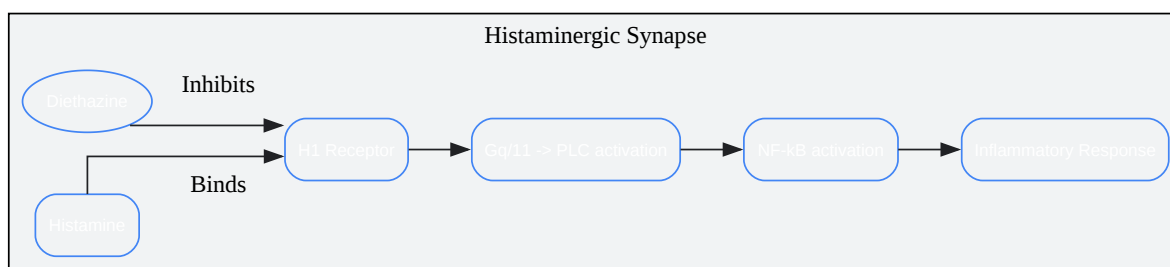 Histaminergic Synapse
Inhibits
Diethazine
H1 Receptor
Gq/11 -> PLC activation
NF-kB activation
Inflammatory Response
Binds
Histamine